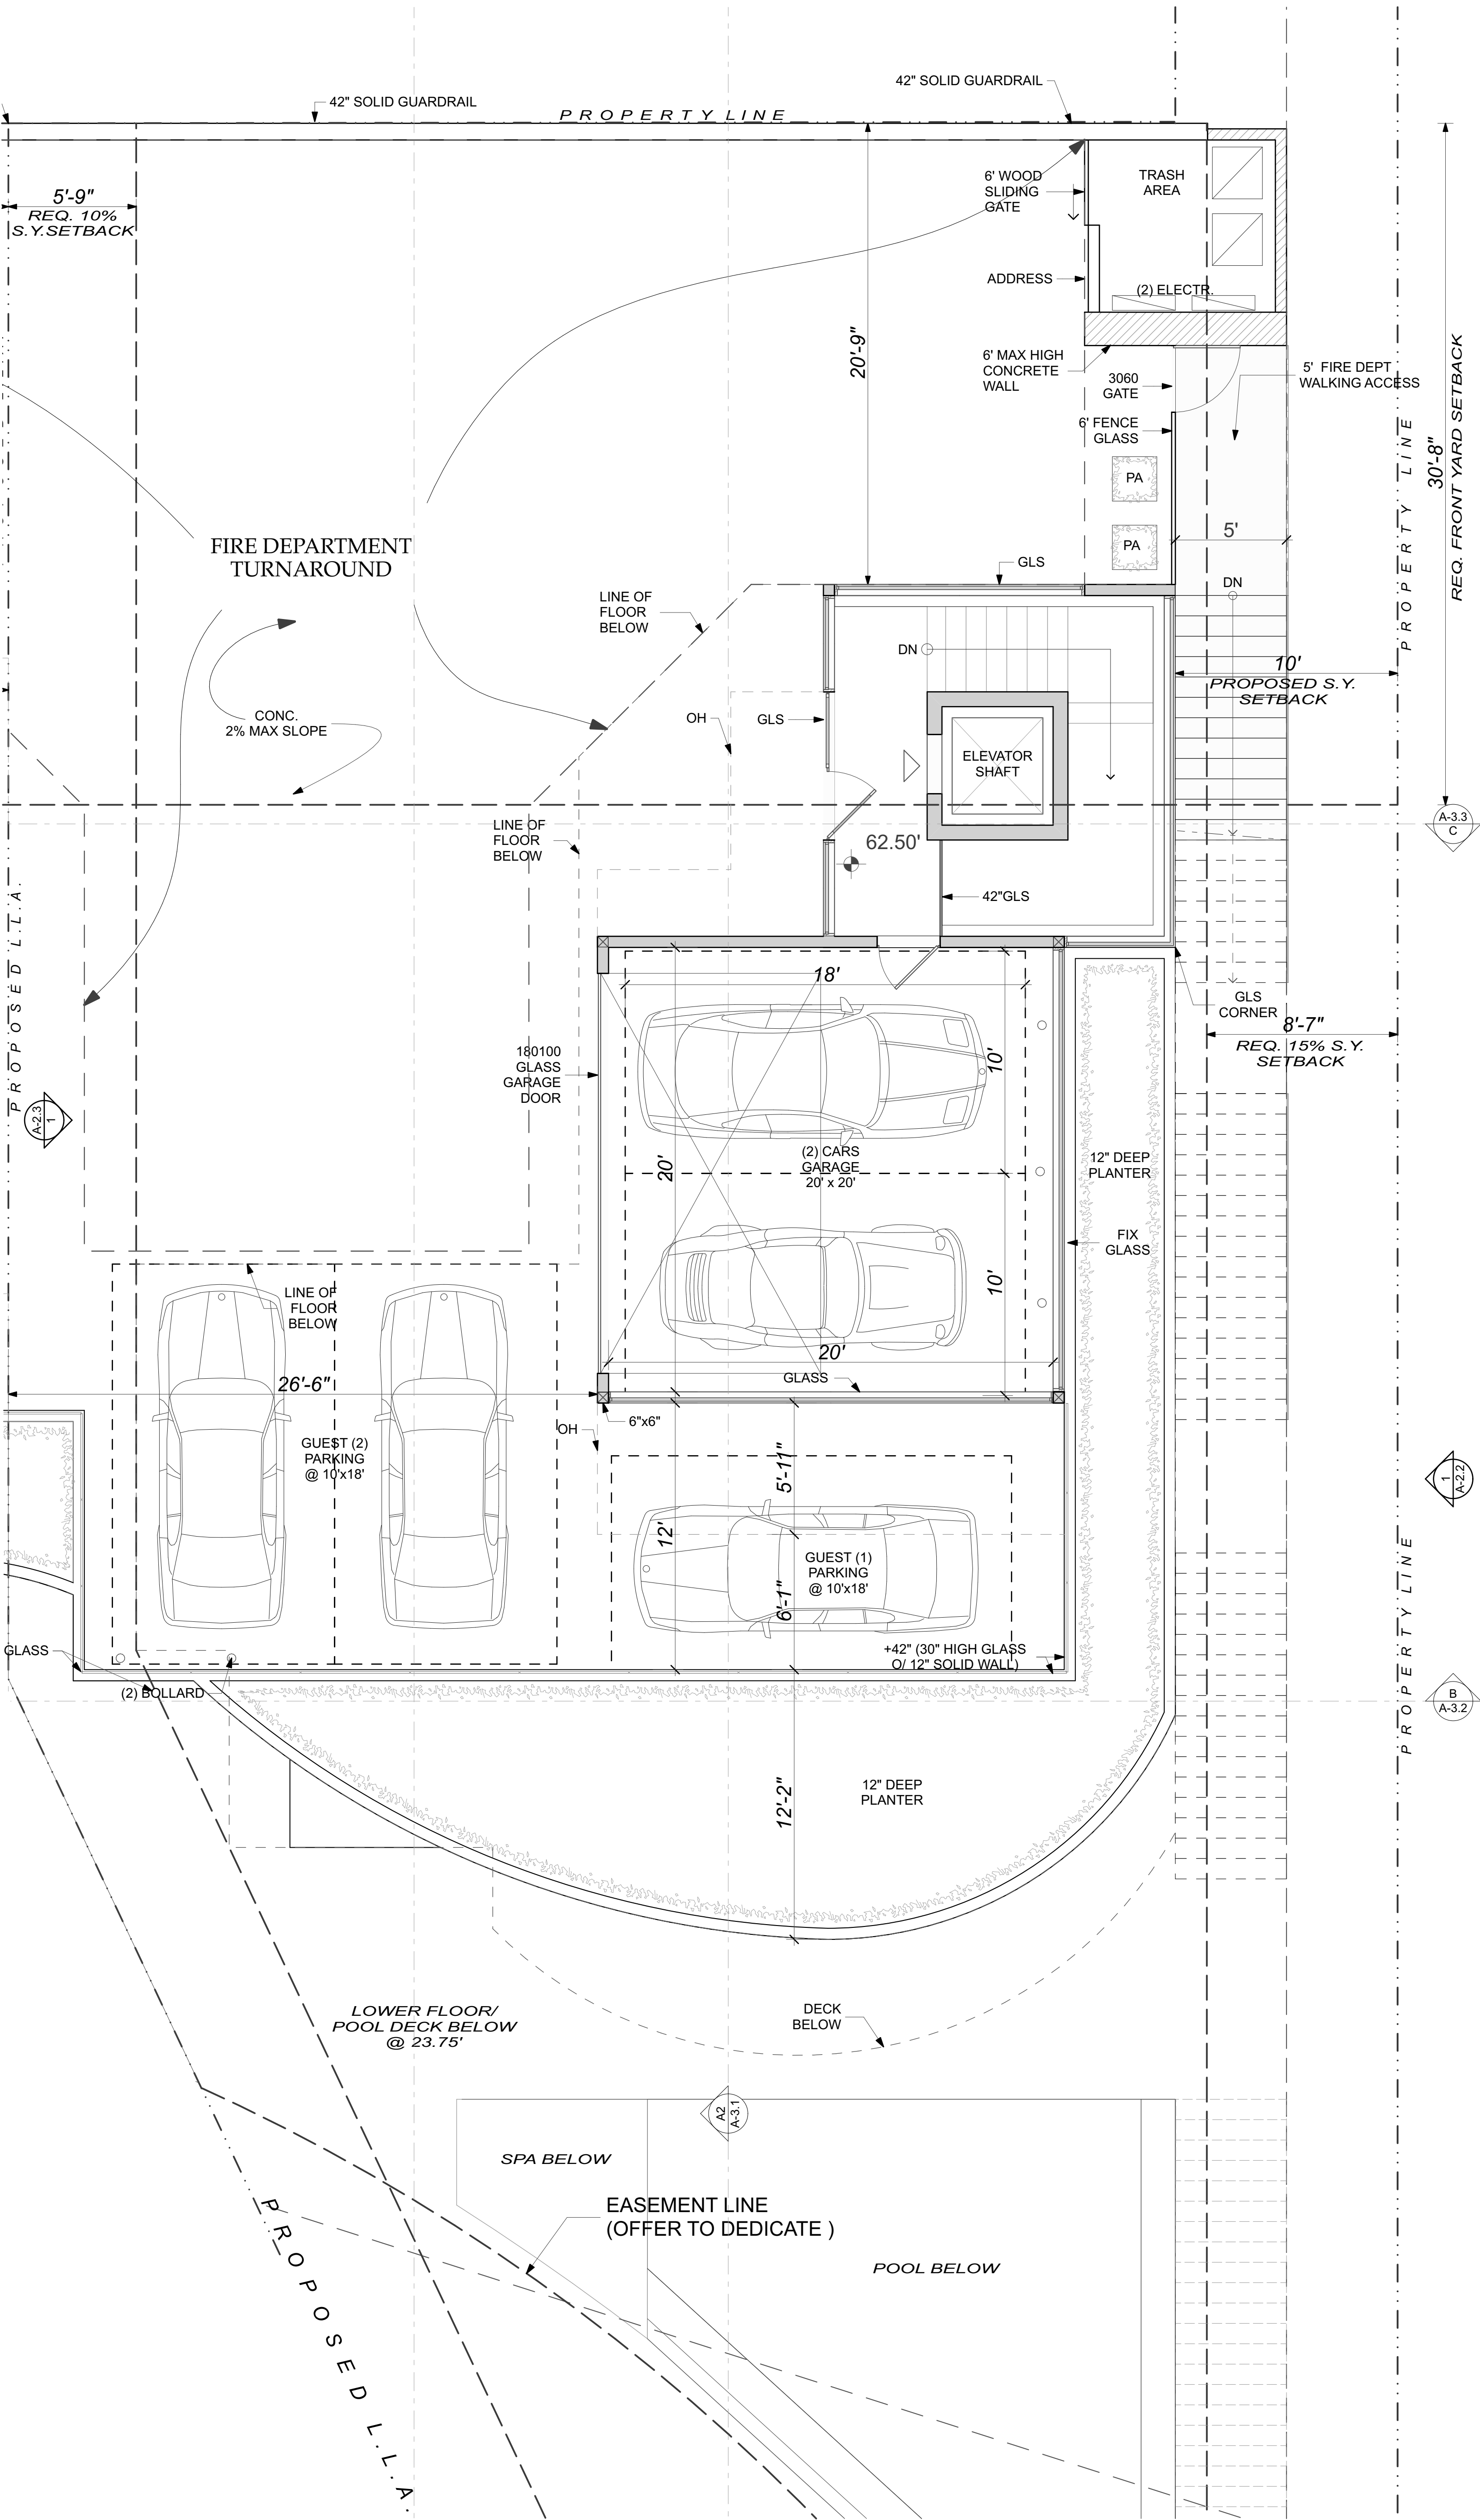 42" SOLID GUARDRAIL
42" SOLID GUARDRAIL
PROPERTY LINE
5'-9"
REQ. 10%
S.Y.SETBACK
6' WOOD
SLIDING
GATE
TRASH
AREA
ADDRESS
(2) ELECTR.
20'-9"
6' MAX HIGH
CONCRETE
WALL
3060
GATE
5' FIRE DEPT
WALKING ACCESS
6' FENCE
GLASS
PA
PA
5'
PROPERTY LINE
30'-8"
REQ. FRONT YARD SETBACK
FIRE DEPARTMENT
TURNAROUND
GLS
DN
LINE OF
FLOOR
BELOW
DN
10'
PROPOSED S.Y.
SETBACK
CONC.
2% MAX SLOPE
OH
GLS
ELEVATOR
SHAFT
LINE OF
FLOOR
BELOW
62.50'
A-3.3
C
42"GLS
PROPOSED L.L.A.
18'
GLS
CORNER
8'-7"
REQ. 15% S.Y.
SETBACK
180100
GLASS
GARAGE
DOOR
10'
A-2.3
1
20'
(2) CARS
GARAGE
20' x 20'
12" DEEP
PLANTER
FIX
GLASS
10'
LINE OF
FLOOR
BELOW
20'
GLASS
26'-6"
6"x6"
OH
GUEST (2)
PARKING
@ 10'x18'
5'-11"
12'
1
A-2.2
GUEST (1)
PARKING
@ 10'x18'
6'-1"
PROPERTY LINE
GLASS
+42" (30" HIGH GLASS
O/ 12" SOLID WALL)
(2) BOLLARD
B
A-3.2
12'-2"
12" DEEP
PLANTER
LOWER FLOOR/
POOL DECK BELOW
@ 23.75'
DECK
BELOW
A2
A-3.1
SPA BELOW
EASEMENT LINE
(OFFER TO DEDICATE )
POOL BELOW
PROPOSED L.L.A.